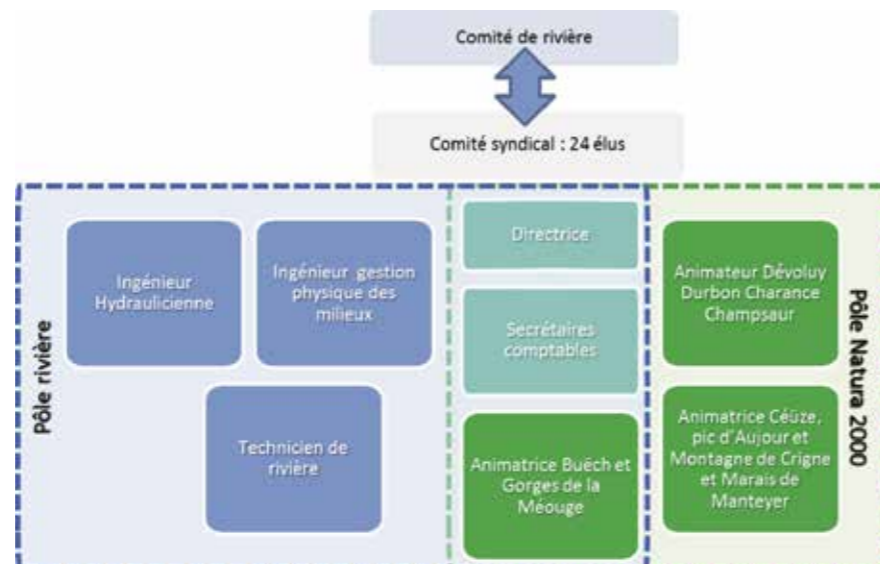 Comité de rivière
Comité syndical : 24 élus
Pôle rivière
Ingénieur
Hydraulicienne
Ingénieur gestion
physique des
milieux
Technicien de
rivière
Directrice
Secrétaires
comptables
Animatrice Buëch et
Gorges de la
Méouge
Animateur Dévoluy
Durbon Charance
Champsaur
Animatrice Céüze,
pic d'Aujour et
Montagne de Crigne
et Marais de
Manteyer
Pôle Natura 2000